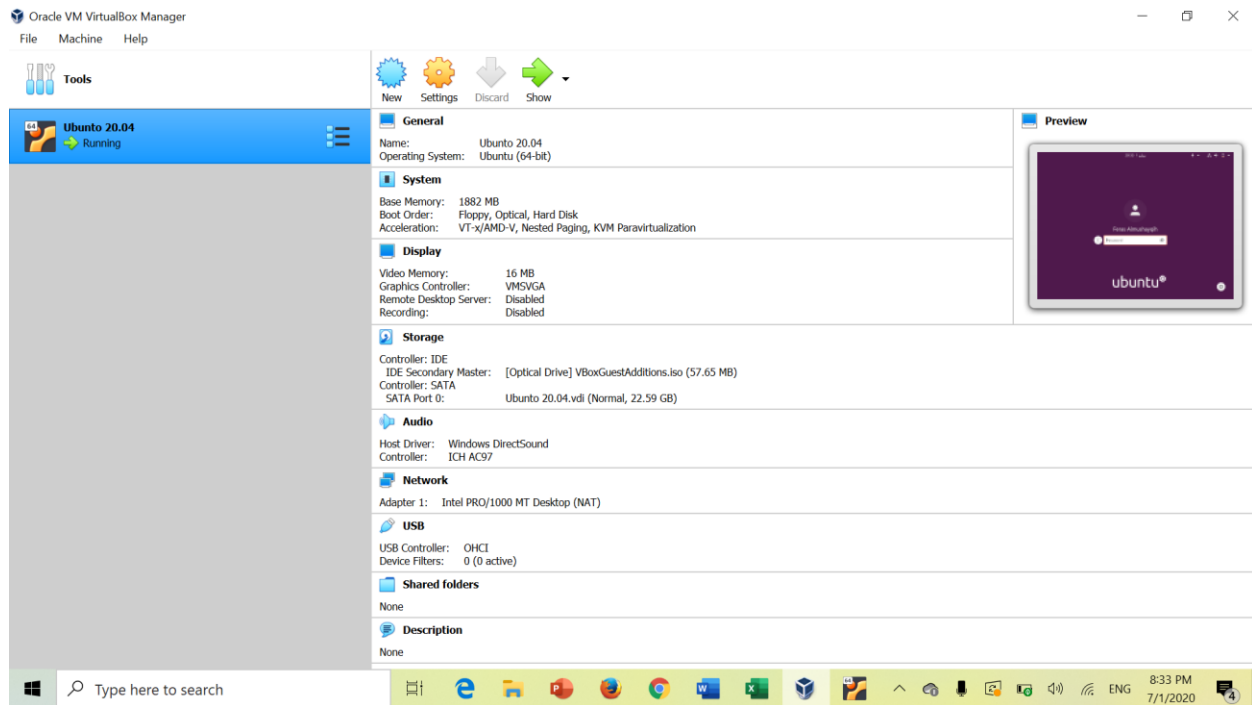 Oracle VM VirtualBox Manager
File Machine Help
Tools
New Settings Discard Show
64 Ubunto 20.04
Running
General
Name: Ubunto 20.04
Operating System: Ubuntu (64-bit)
System
Base Memory: 1882 MB
Boot Order: Floppy, Optical, Hard Disk
Acceleration: VT-x/AMD-V, Nested Paging, KVM Paravirtualization
Display
Video Memory: 16 MB
Graphics Controller: VMSVGA
Remote Desktop Server: Disabled
Recording: Disabled
Preview
ubuntu
Storage
Controller: IDE
IDE Secondary Master: [Optical Drive] VBoxGuestAdditions.iso (57.65 MB)
Controller: SATA
SATA Port 0: Ubunto 20.04.vdi (Normal, 22.59 GB)
Audio
Host Driver: Windows DirectSound
Controller: ICH AC97
Network
Adapter 1: Intel PRO/1000 MT Desktop (NAT)
USB
USB Controller: OHCI
Device Filters: 0 (0 active)
Shared folders
None
Description
None
Type here to search
ENG
8:33 PM
7/1/2020
4